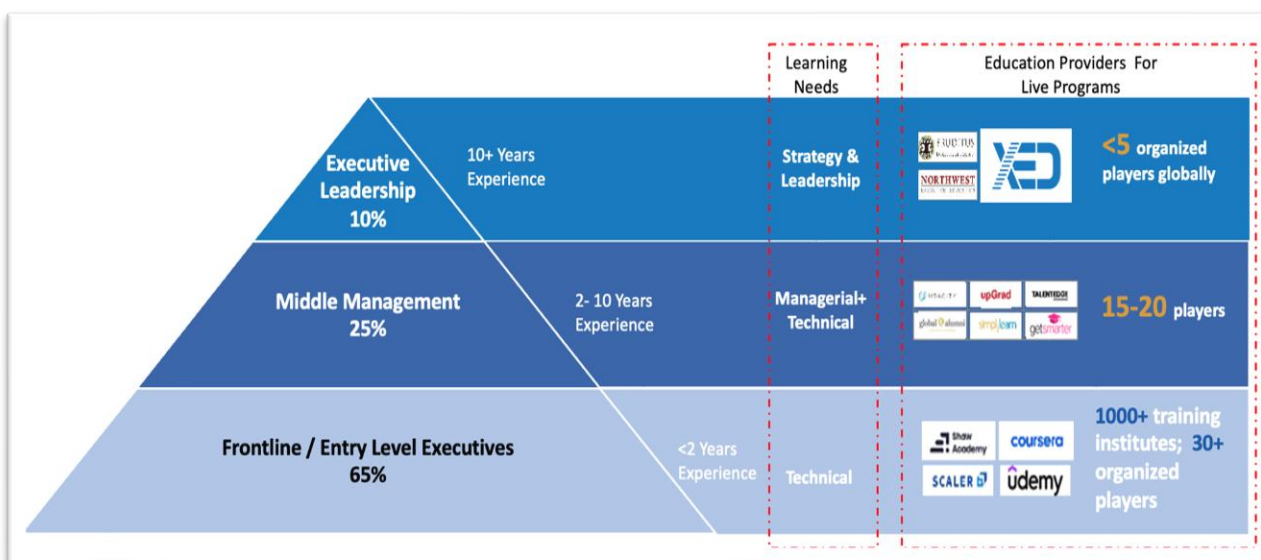 Learning
Needs
Education Providers For
Live Programs
Executive
Leadership
10%
10+ Years
Experience
Strategy &
Leadership
ERUDITUS
NORTHWEST
XED
<5 organized
players globally
Middle Management
25%
2- 10 Years
Experience
Managerial+
Technical
UDACITY
upGrad
TALENTEDGE
global alumni
simplilearn
getsmarter
15-20 players
Frontline / Entry Level Executives
65%
<2 Years
Experience
Technical
Shaw
Academy
coursera
SCALER
udemy
1000+ training
institutes; 30+
organized
players